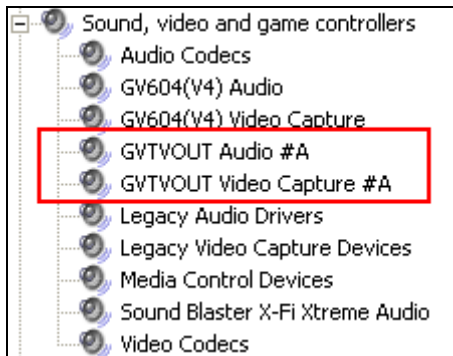 Sound, video and game controllers
Audio Codecs
GV604(V4) Audio
GV604(V4) Video Capture
GVTVOUT Audio #A
GVTVOUT Video Capture #A
Legacy Audio Drivers
Legacy Video Capture Devices
Media Control Devices
Sound Blaster X-Fi Xtreme Audio
Video Codecs